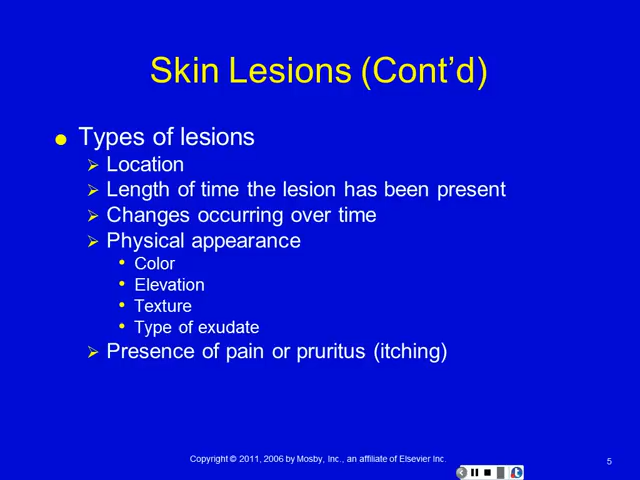 Skin Lesions (Cont’d)
Types of lesions
Location
Length of time the lesion has been present
Changes occurring over time
Physical appearance
Color
Elevation
Texture
Type of exudate
Presence of pain or pruritus (itching)
Copyright © 2011, 2006 by Mosby, Inc., an affiliate of Elsevier Inc.
5